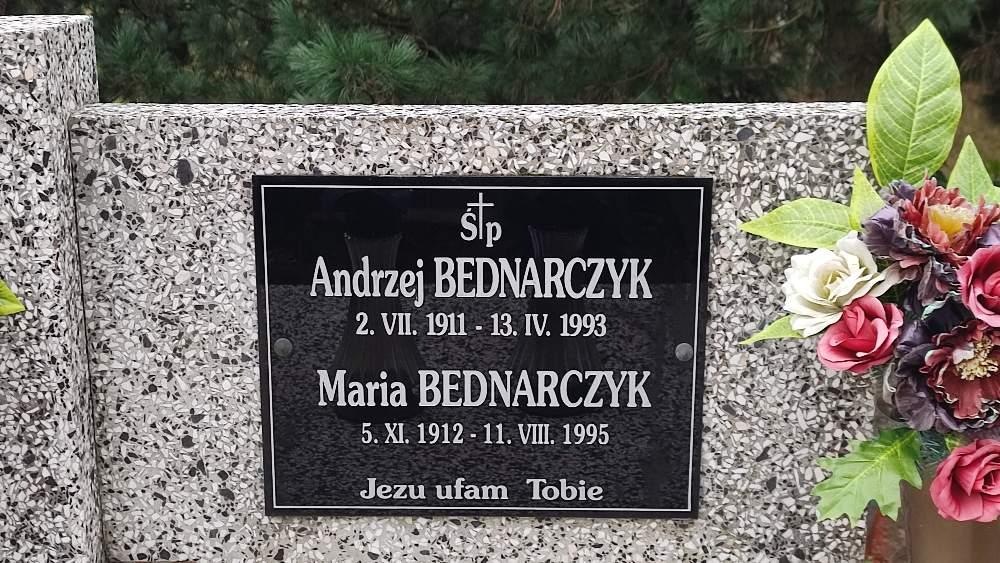 Śp
Andrzej BEDNARCZYK
2. VII. 1911 - 13. IV. 1993
Maria BEDNARCZYK
5. XI. 1912 - 11. VIII. 1995
Jezu ufam Tobie